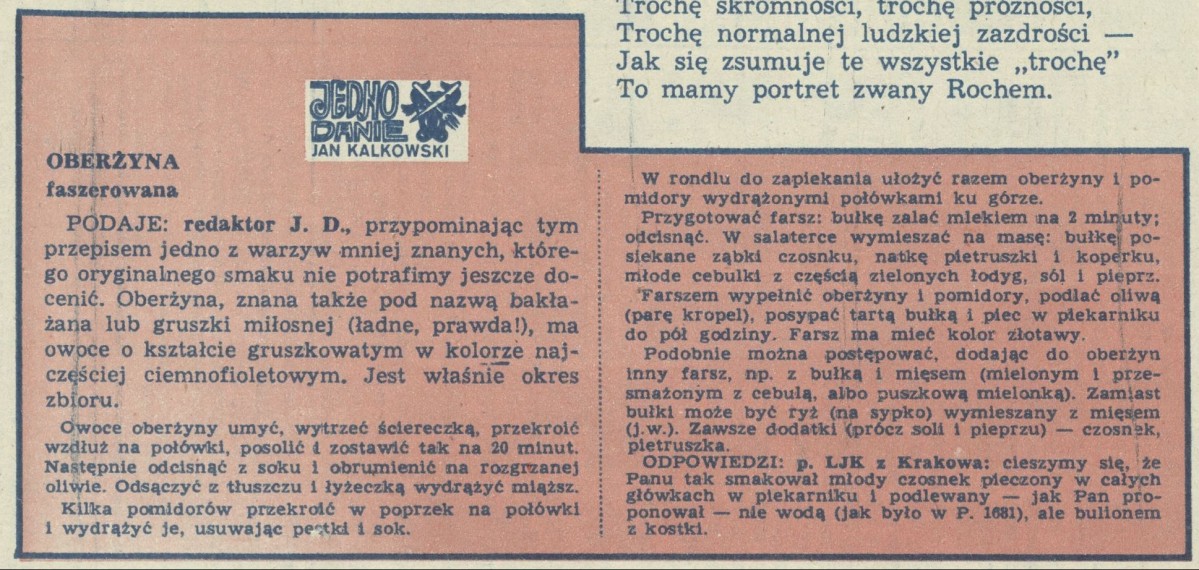 Trochę skromności, trochę próżności,
Trochę normalnej ludzkiej zazdrości —
Jak się zsumuje te wszystkie „trochę”
To mamy portret zwany Rochem.
JEDNO
DANIE
JAN KALKOWSKI
OBERŻYNA
faszerowana
PODAJE: redaktor J. D., przypominając tym
przepisem jedno z warzyw mniej znanych, które-
go oryginalnego smaku nie potrafimy jeszcze do-
cenić. Oberżyna, znana także pod nazwą bakła-
żana lub gruszki miłosnej (ładne, prawda!), ma
owoce o kształcie gruszkowatym w kolorze naj-
częściej ciemnofioletowym. Jest właśnie okres
zbioru.
Owoce oberżyny umyć, wytrzeć ściereczką, przekroić
wzdłuż na połówki, posolić i zostawić tak na 20 minut.
Następnie odcisnąć z soku i obrumienić na rozgrzanej
oliwie. Odsączyć z tłuszczu i łyżeczką wydrążyć miąższ.
Kilka pomidorów przekroić w poprzek na połówki
i wydrążyć je, usuwając pestki i sok.
W rondlu do zapiekania ułożyć razem oberżyny i po-
midory wydrążonymi połówkami ku górze.
Przygotować farsz: bułkę zalać mlekiem na 2 minuty;
odcisnąć. W salaterce wymieszać na masę: bułkę, po-
siekane ząbki czosnku, natkę pietruszki i koperku,
młode cebulki z częścią zielonych łodyg, sól i pieprz.
Farszem wypełnić oberżyny i pomidory, podlać oliwą
(parę kropel), posypać tartą bułką i piec w piekarniku
do pół godziny. Farsz ma mieć kolor złotawy.
Podobnie można postępować, dodając do oberżyn
inny farsz, np. z bułką i mięsem (mielonym i prze-
smażonym z cebulą, albo puszkową mielonką). Zamiast
bułki może być ryż (na sypko) wymieszany z mięsem
(j.w.). Zawsze dodatki (prócz soli i pieprzu) — czosnek,
pietruszka.
ODPOWIEDZI: p. LJK z Krakowa: cieszymy się, że
Panu tak smakował młody czosnek pieczony w całych
główkach w piekarniku i podlewany — jak Pan pro-
ponował — nie wodą (jak było w P. 1681), ale bulionem
z kostki.